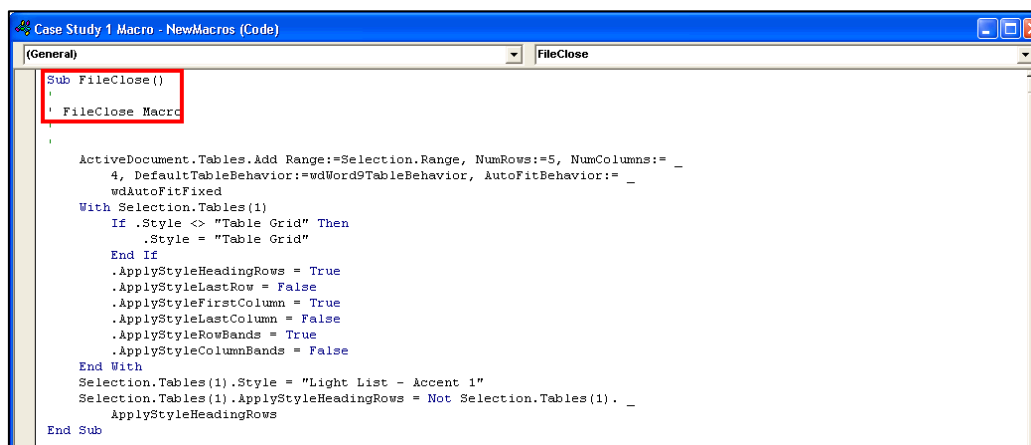 Case Study 1 Macro - NewMacros (Code)
(General) FileClose
Sub FileClose()
'
' FileClose Macro
'
'
ActiveDocument.Tables.Add Range:=Selection.Range, NumRows:=5, NumColumns:= _
4, DefaultTableBehavior:=wdWord9TableBehavior, AutoFitBehavior:= _
wdAutoFitFixed
With Selection.Tables(1)
If .Style <> "Table Grid" Then
.Style = "Table Grid"
End If
.ApplyStyleHeadingRows = True
.ApplyStyleLastRow = False
.ApplyStyleFirstColumn = True
.ApplyStyleLastColumn = False
.ApplyStyleRowBands = True
.ApplyStyleColumnBands = False
End With
Selection.Tables(1).Style = "Light List - Accent 1"
Selection.Tables(1).ApplyStyleHeadingRows = Not Selection.Tables(1). _
ApplyStyleHeadingRows
End Sub